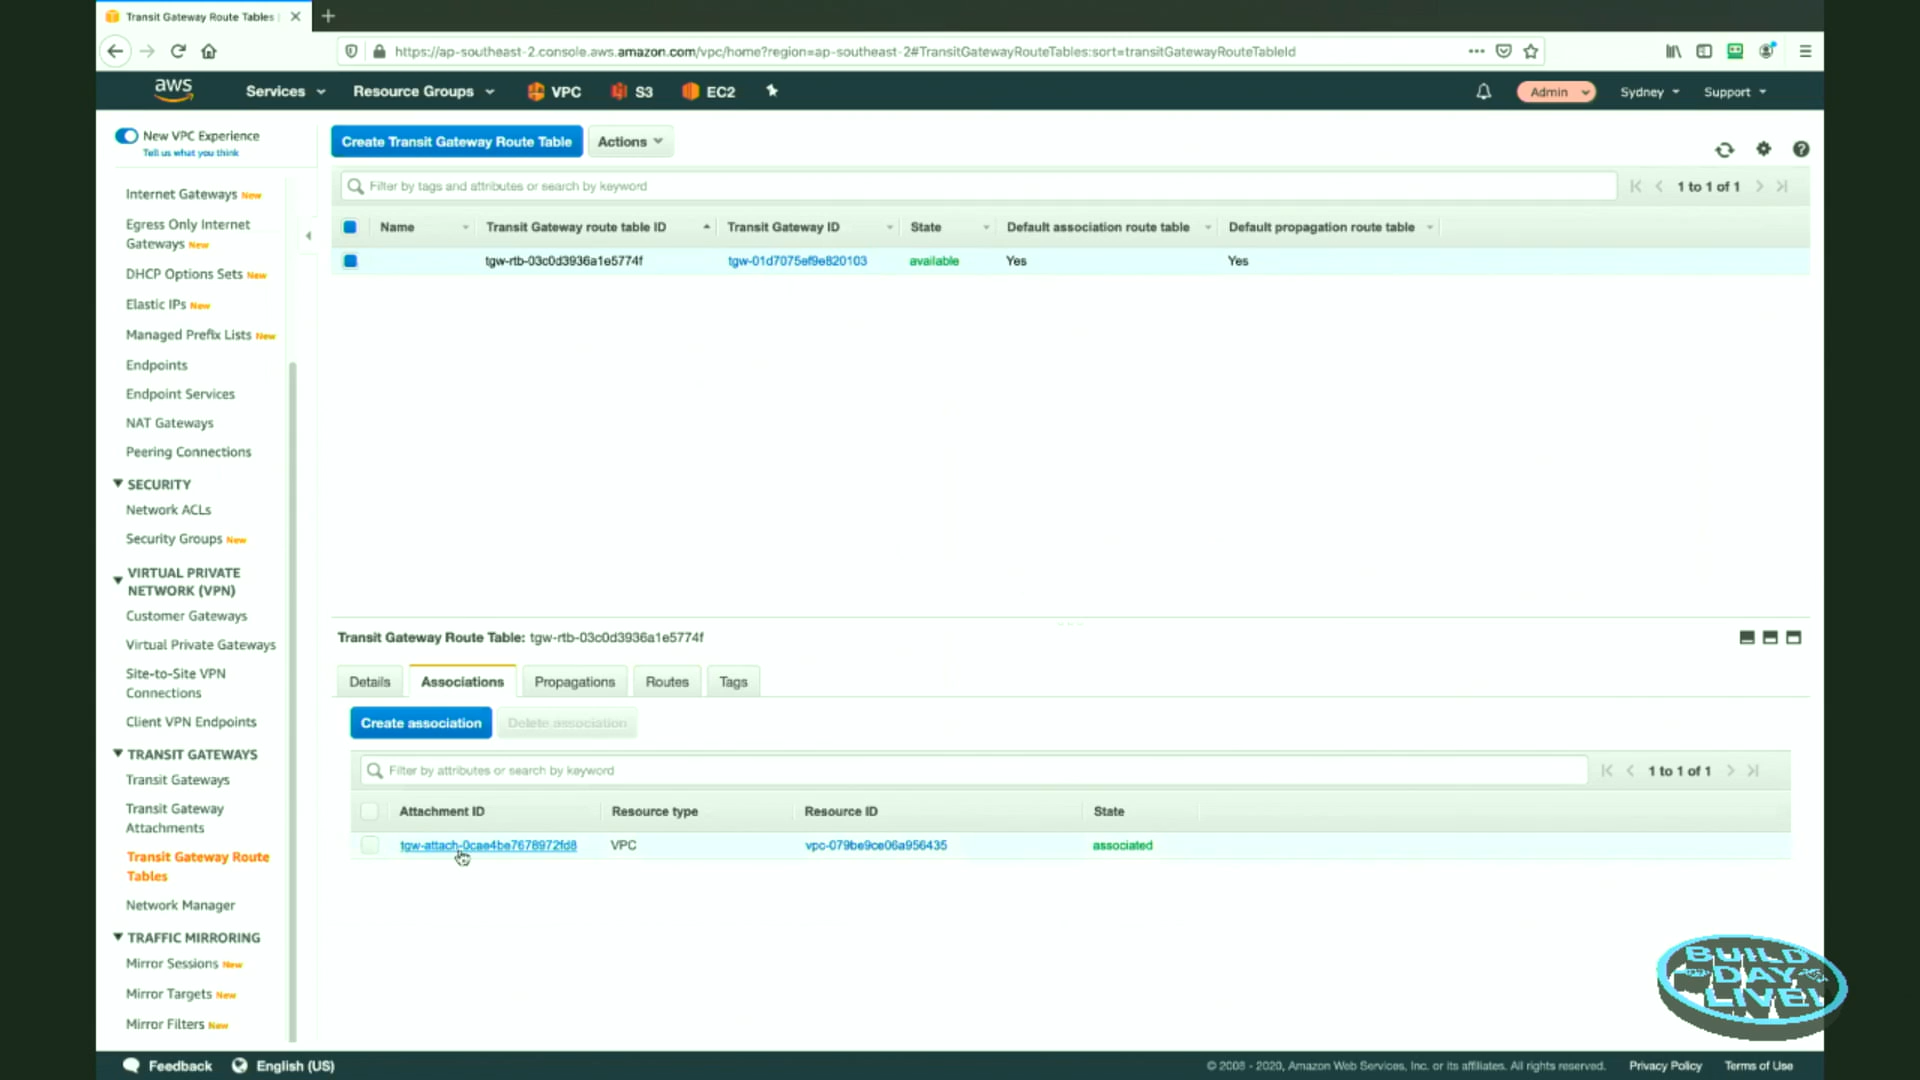 Transit Gateway Route Tables
https://ap-southeast-2.console.aws.amazon.com/vpc/home?region=ap-southeast-2#TransitGatewayRouteTables:sort=transitGatewayRouteTableId
aws
Services
Resource Groups
VPC
S3
EC2
Admin
Sydney
Support
New VPC Experience
Tell us what you think
Internet Gateways New
Egress Only Internet
Gateways New
DHCP Options Sets New
Elastic IPs New
Managed Prefix Lists New
Endpoints
Endpoint Services
NAT Gateways
Peering Connections
SECURITY
Network ACLs
Security Groups New
VIRTUAL PRIVATE
NETWORK (VPN)
Customer Gateways
Virtual Private Gateways
Site-to-Site VPN
Connections
Client VPN Endpoints
TRANSIT GATEWAYS
Transit Gateways
Transit Gateway
Attachments
Transit Gateway Route
Tables
Network Manager
TRAFFIC MIRRORING
Mirror Sessions New
Mirror Targets New
Mirror Filters New
Create Transit Gateway Route Table
Actions
Filter by tags and attributes or search by keyword
1 to 1 of 1
Name Transit Gateway route table ID Transit Gateway ID State Default association route table Default propagation route table
tgw-rtb-03c0d3936a1e5774f tgw-01d7075ef9e820103 available Yes Yes
Transit Gateway Route Table: tgw-rtb-03c0d3936a1e5774f
Details Associations Propagations Routes Tags
Create association Delete association
Filter by attributes or search by keyword
1 to 1 of 1
Attachment ID Resource type Resource ID State
tgw-attach-0cae4be7678972fd8 VPC vpc-079be9ce06a956435 associated
BUILD
DAY
LIVE!
Feedback English (US)
© 2008 - 2020, Amazon Web Services, Inc. or its affiliates. All rights reserved. Privacy Policy Terms of Use